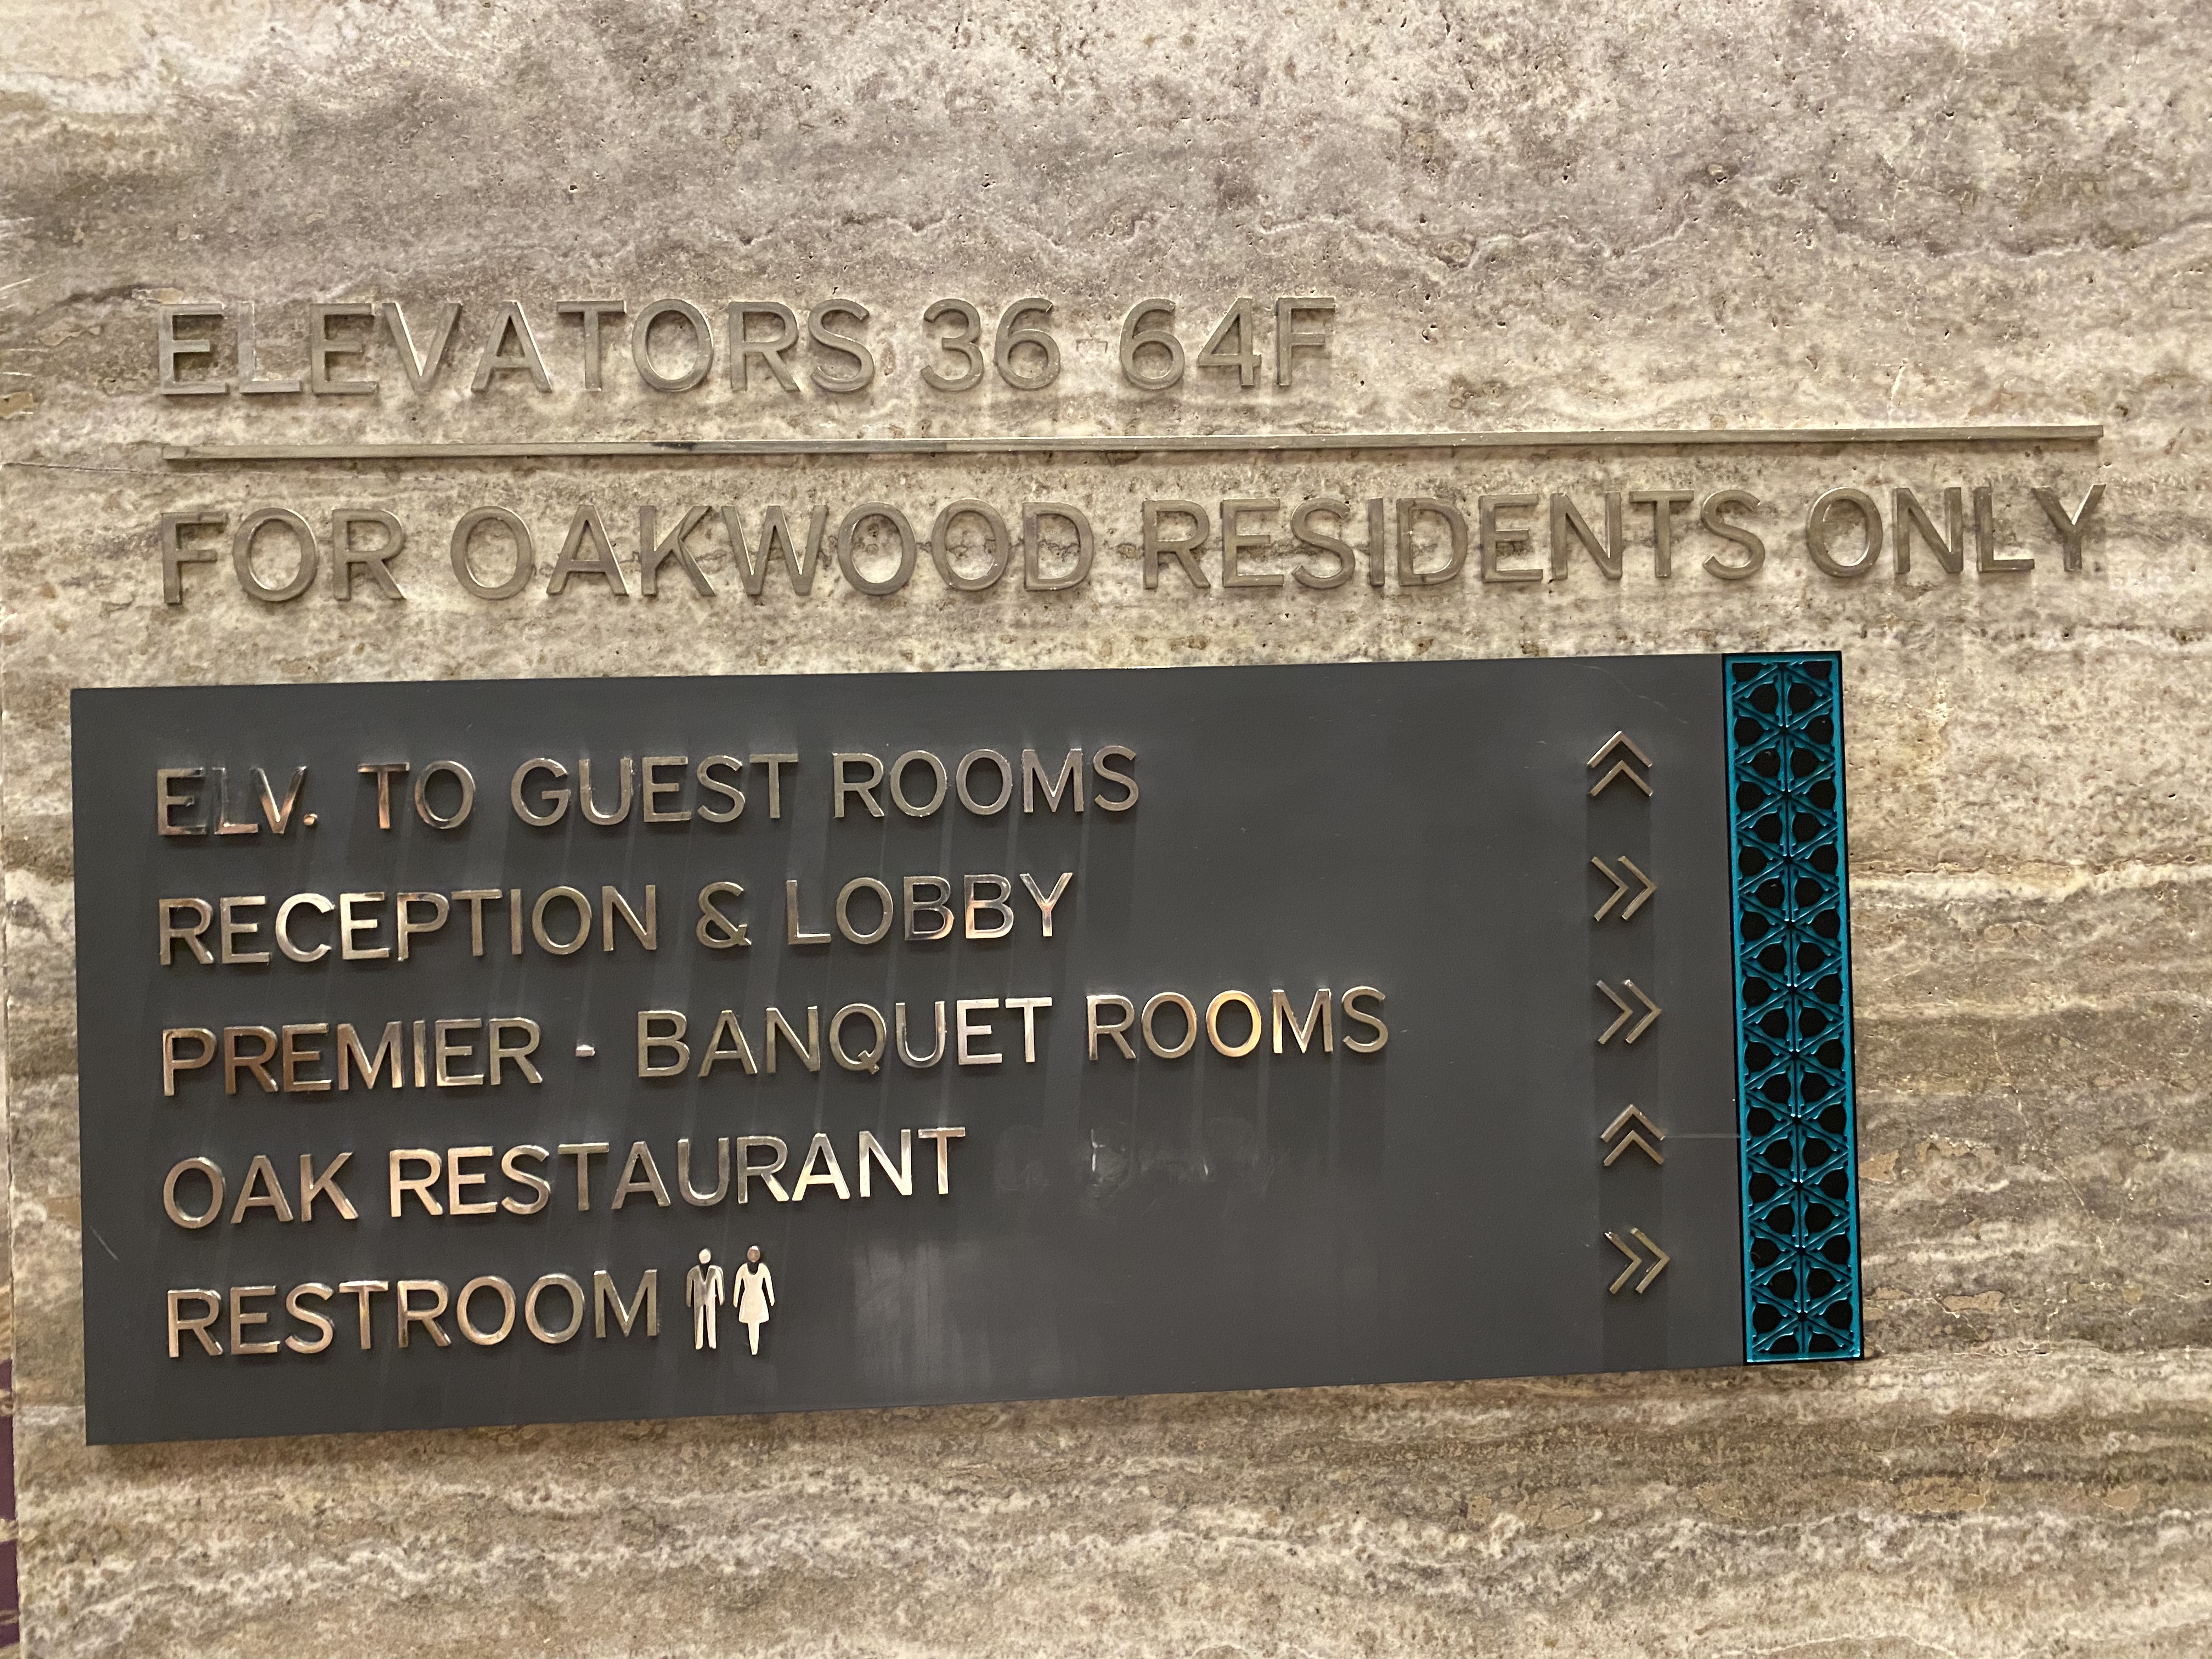 ELEVATORS 36 64F
FOR OAKWOOD RESIDENTS ONLY
ELV. TO GUEST ROOMS
RECEPTION & LOBBY
PREMIER - BANQUET ROOMS
OAK RESTAURANT
RESTROOM